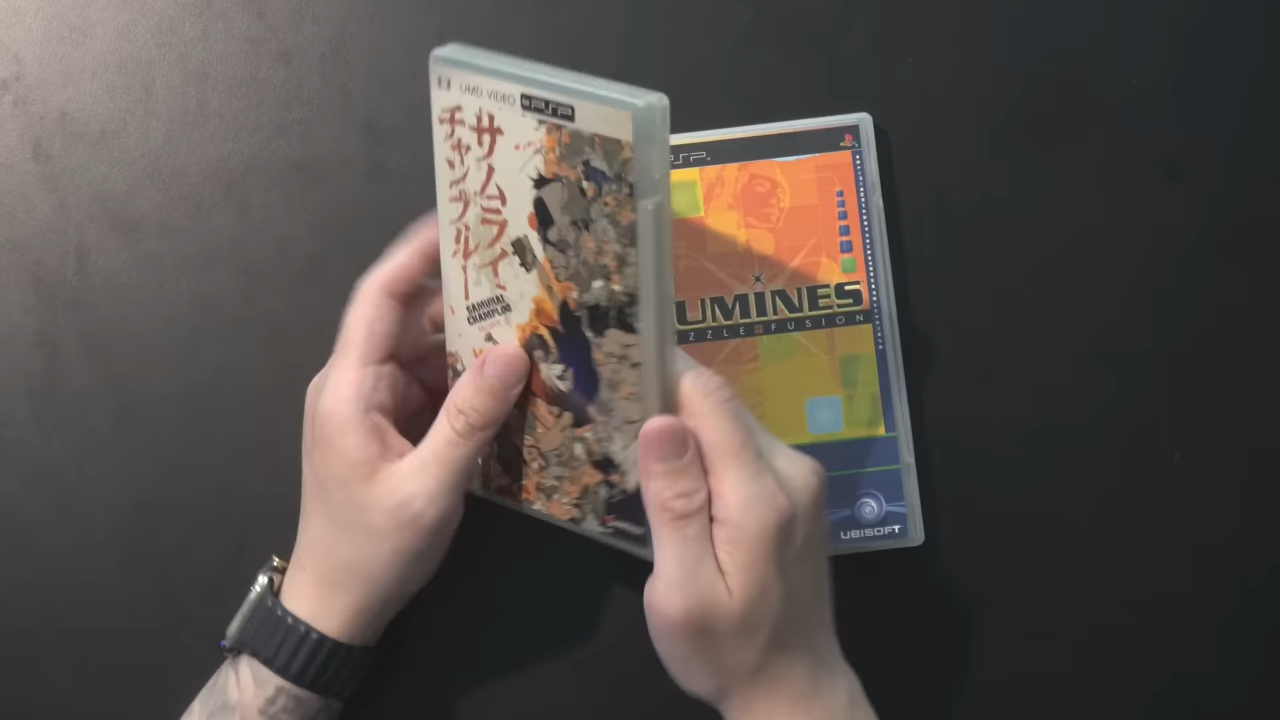 UMD VIDEO PSP
サムライ
チャンプルー
SAMURAI
CHAMPLOO
PSP
UMINES
ZZLE FUSION
UBISOFT